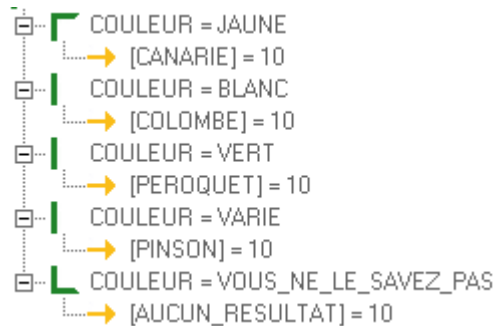 COULEUR = JAUNE
[CANARIE] = 10
COULEUR = BLANC
[COLOMBE] = 10
COULEUR = VERT
[PEROQUET] = 10
COULEUR = VARIE
[PINSON] = 10
COULEUR = VOUS_NE_LE_SAVEZ_PAS
[AUCUN_RESULTAT] = 10